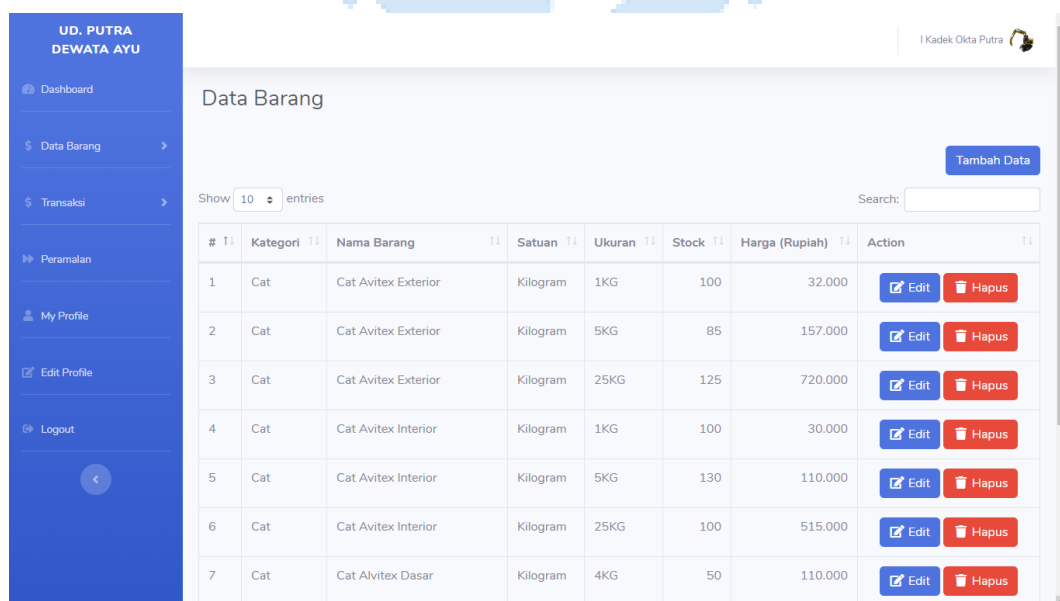 UD. PUTRA
DEWATA AYU
I Kadek Okta Putra
Dashboard
Data Barang
Transaksi
Peramalan
My Profile
Edit Profile
Logout
Data Barang
Tambah Data
Show 10 entries
Search:
# Kategori Nama Barang Satuan Ukuran Stock Harga (Rupiah) Action
1 Cat Cat Avitex Exterior Kilogram 1KG 100 32.000 Edit Hapus
2 Cat Cat Avitex Exterior Kilogram 5KG 85 157.000 Edit Hapus
3 Cat Cat Avitex Exterior Kilogram 25KG 125 720.000 Edit Hapus
4 Cat Cat Avitex Interior Kilogram 1KG 100 30.000 Edit Hapus
5 Cat Cat Avitex Interior Kilogram 5KG 130 110.000 Edit Hapus
6 Cat Cat Avitex Interior Kilogram 25KG 100 515.000 Edit Hapus
7 Cat Cat Alvitex Dasar Kilogram 4KG 50 110.000 Edit Hapus